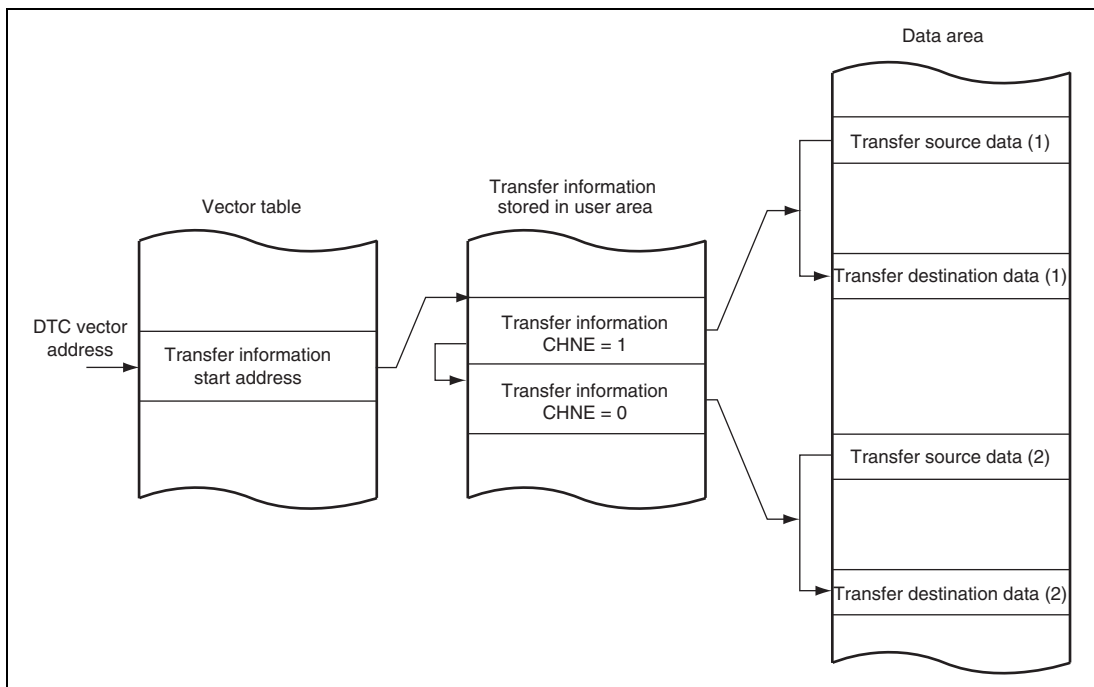 Data area
Transfer source data (1)
Transfer information
stored in user area
Vector table
Transfer destination data (1)
DTC vector
address
Transfer information
start address
Transfer information
CHNE = 1
Transfer information
CHNE = 0
Transfer source data (2)
Transfer destination data (2)